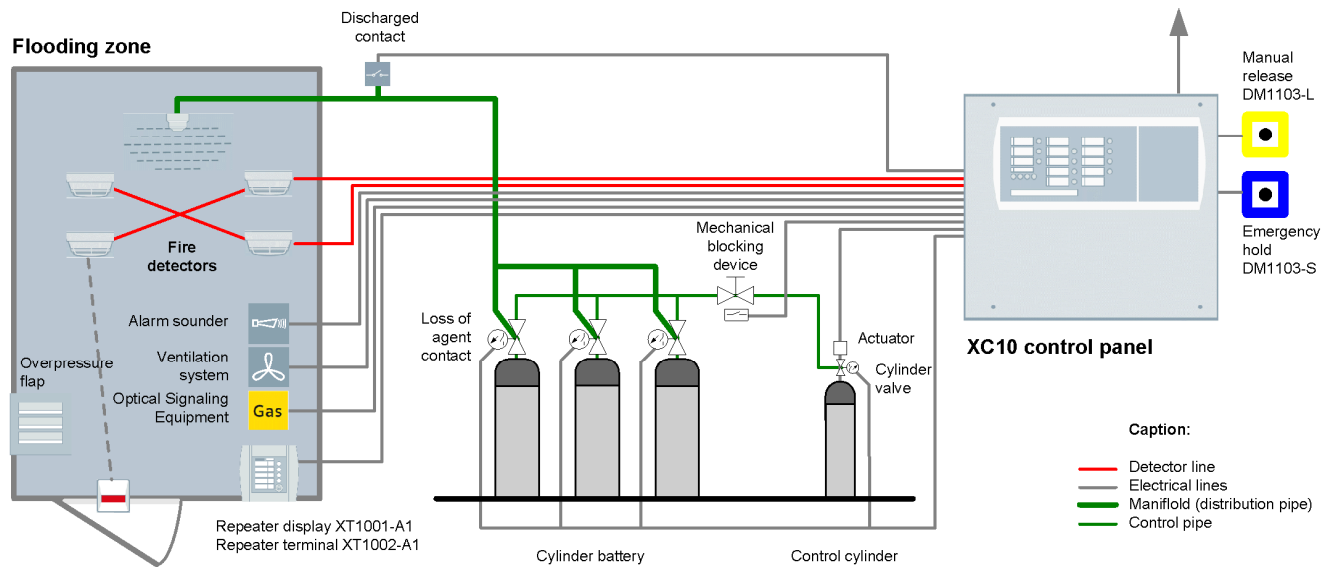 Flooding zone
Discharged
contact
Manual
release
DM1103-L
Emergency
hold
DM1103-S
Fire
detectors
Mechanical
blocking
device
Alarm sounder
Loss of
agent
contact
Ventilation
system
Overpressure
flap
Optical Signaling
Equipment
Gas
Actuator
Cylinder
valve
XC10 control panel
Caption:
Detector line
Electrical lines
Maniflold (distribution pipe)
Control pipe
Repeater display XT1001-A1
Repeater terminal XT1002-A1
Cylinder battery
Control cylinder